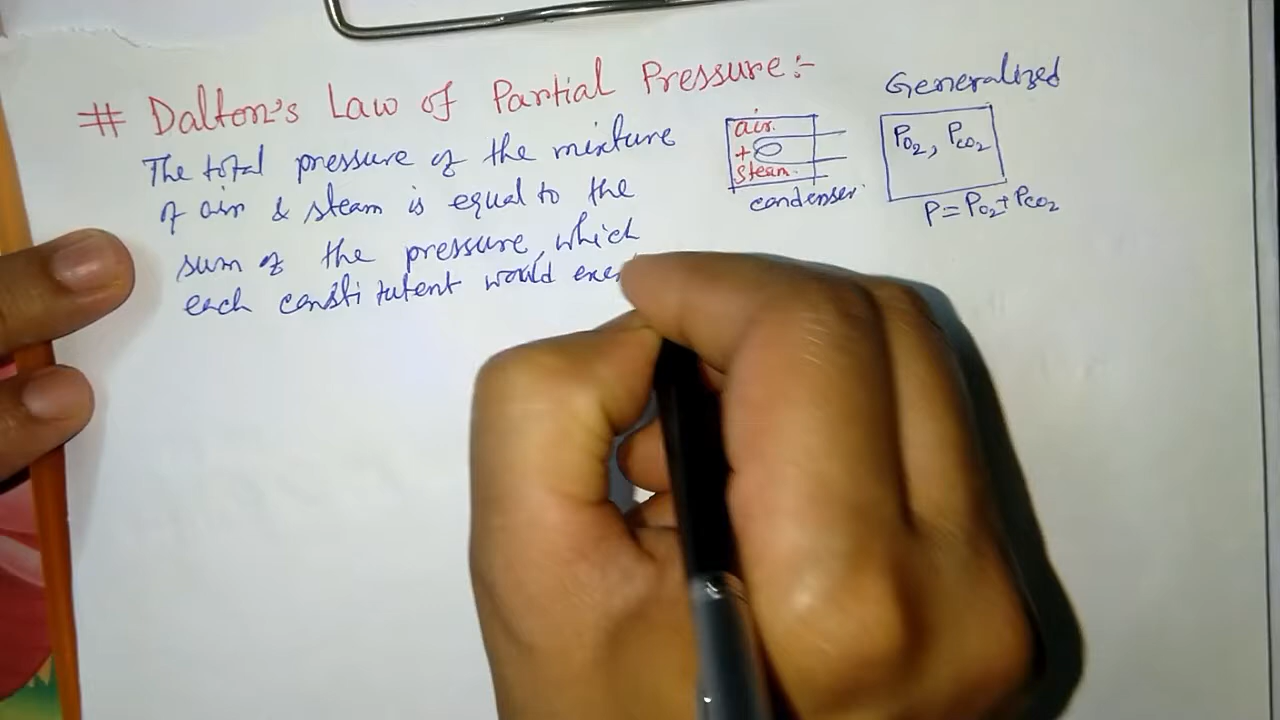 # Dalton's Law of Partial Pressure :-
The total pressure of the mixture
of air & steam is equal to the
sum of the pressure, which
each constitutent would
air
+
steam
condenser
Generalized
PO2, PCO2
P = PO2 + PCO2